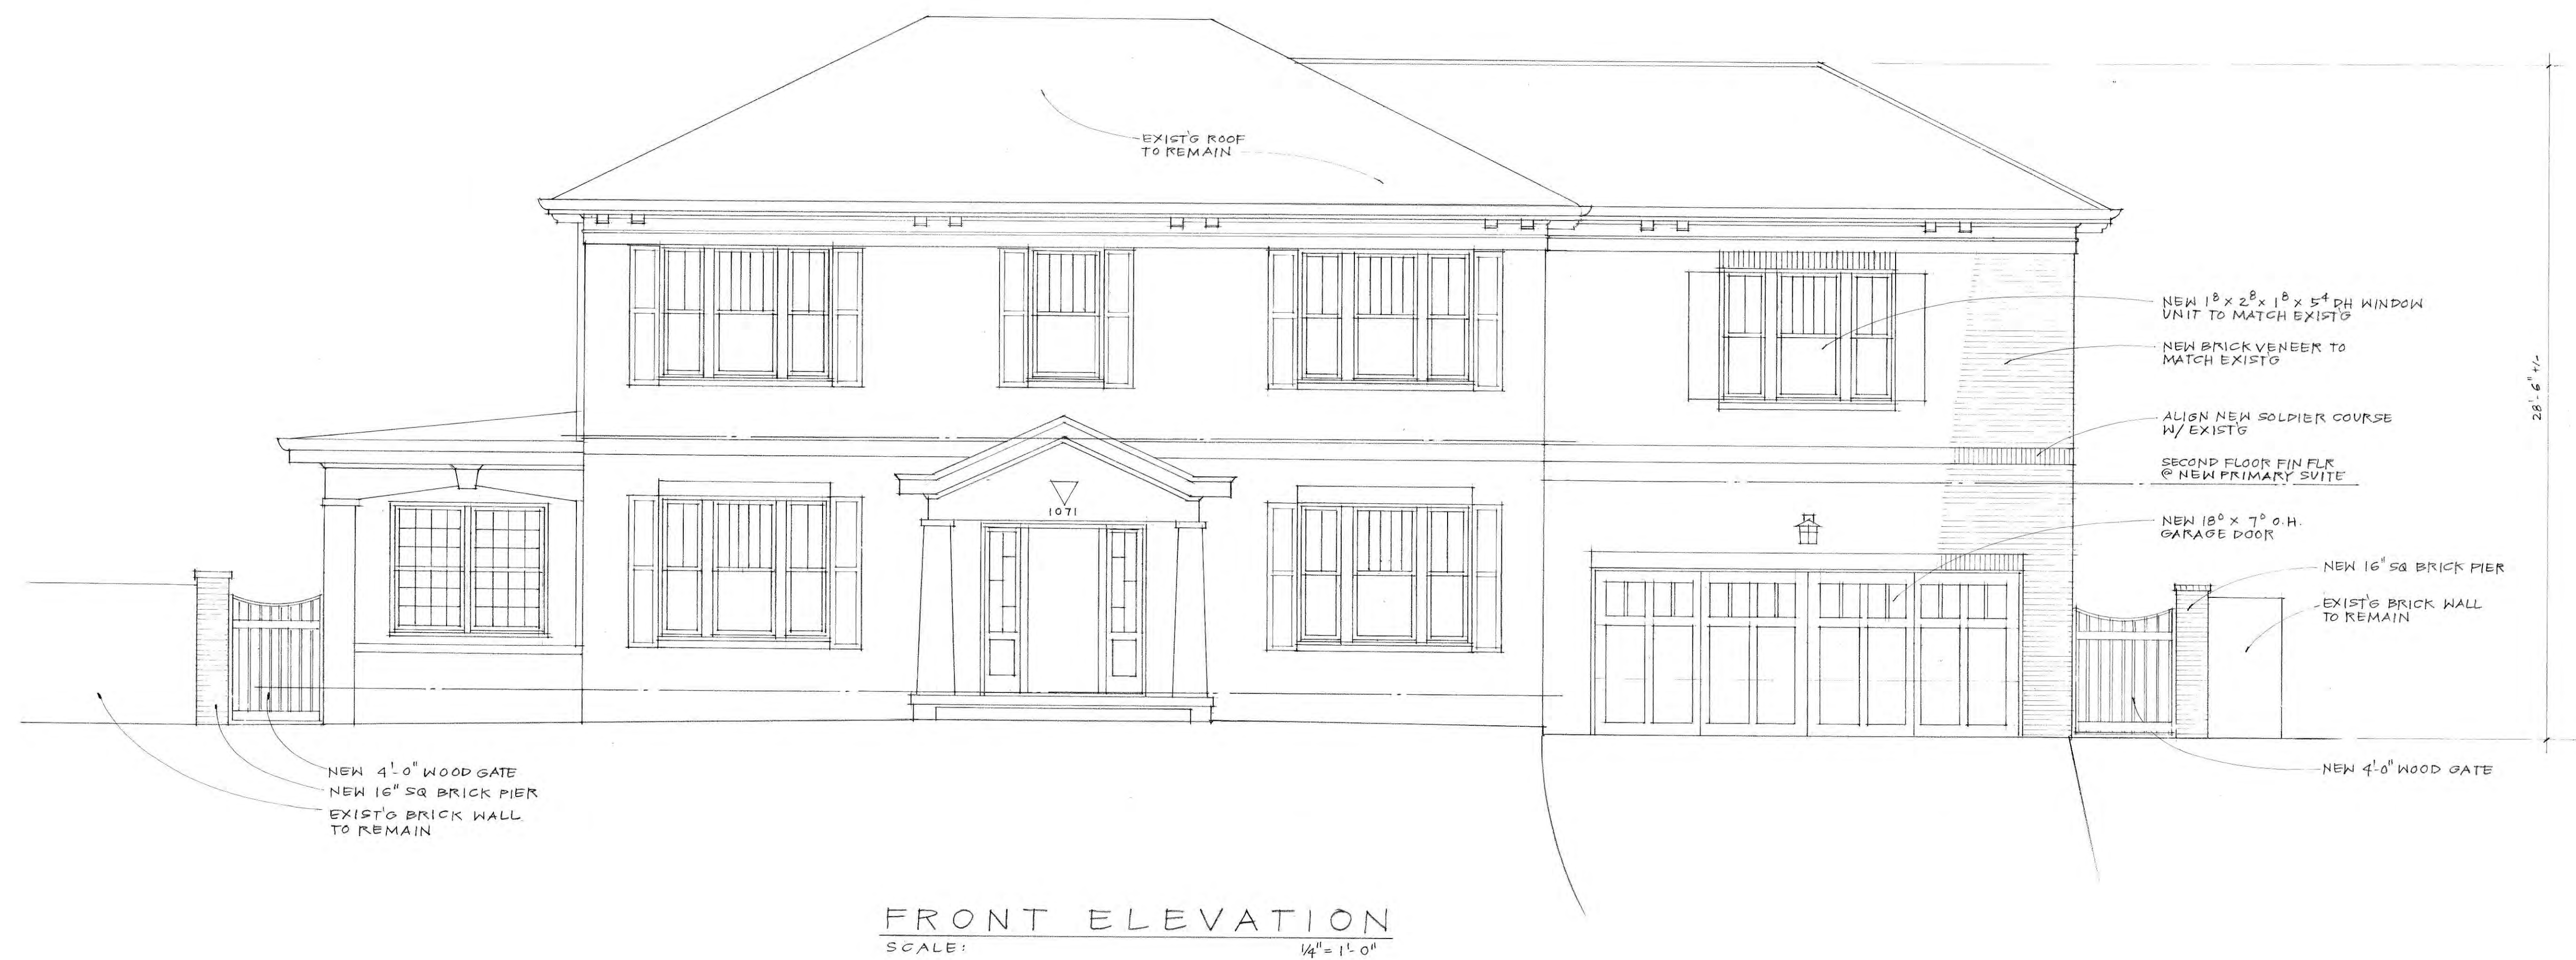 EXIST'G ROOF
TO REMAIN
NEW 1⁸ x 2⁸ x 1⁸ x 5⁴ DH WINDOW
UNIT TO MATCH EXIST'G
NEW BRICK VENEER TO
MATCH EXIST'G
28'-6" +/-
ALIGN NEW SOLDIER COURSE
W/ EXIST'G
SECOND FLOOR FIN FLR
@ NEW PRIMARY SUITE
1071
NEW 18⁰ x 7⁰ O.H.
GARAGE DOOR
NEW 16" SQ BRICK PIER
EXIST'G BRICK WALL
TO REMAIN
NEW 4'-0" WOOD GATE
NEW 4'-0" WOOD GATE
NEW 16" SQ BRICK PIER
EXIST'G BRICK WALL
TO REMAIN
FRONT ELEVATION
SCALE: 1/4" = 1'-0"